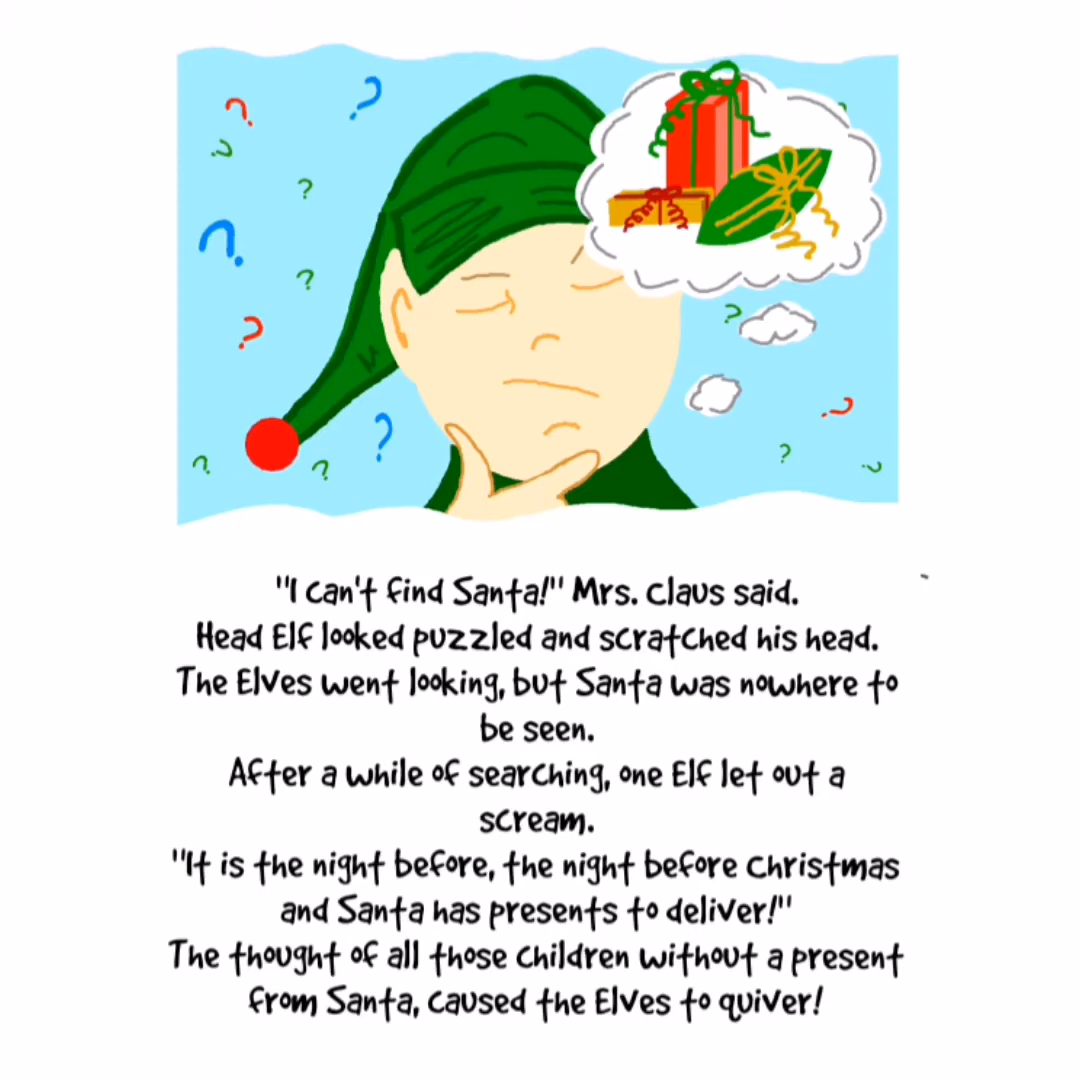 "I can't find Santa!" Mrs. Claus said.
Head Elf looked puzzled and scratched his head.
The Elves went looking, but Santa was nowhere to
be seen.
After a while of searching, one Elf let out a
scream.
"It is the night before, the night before Christmas
and Santa has presents to deliver!"
The thought of all those children without a present
from Santa, caused the Elves to quiver!